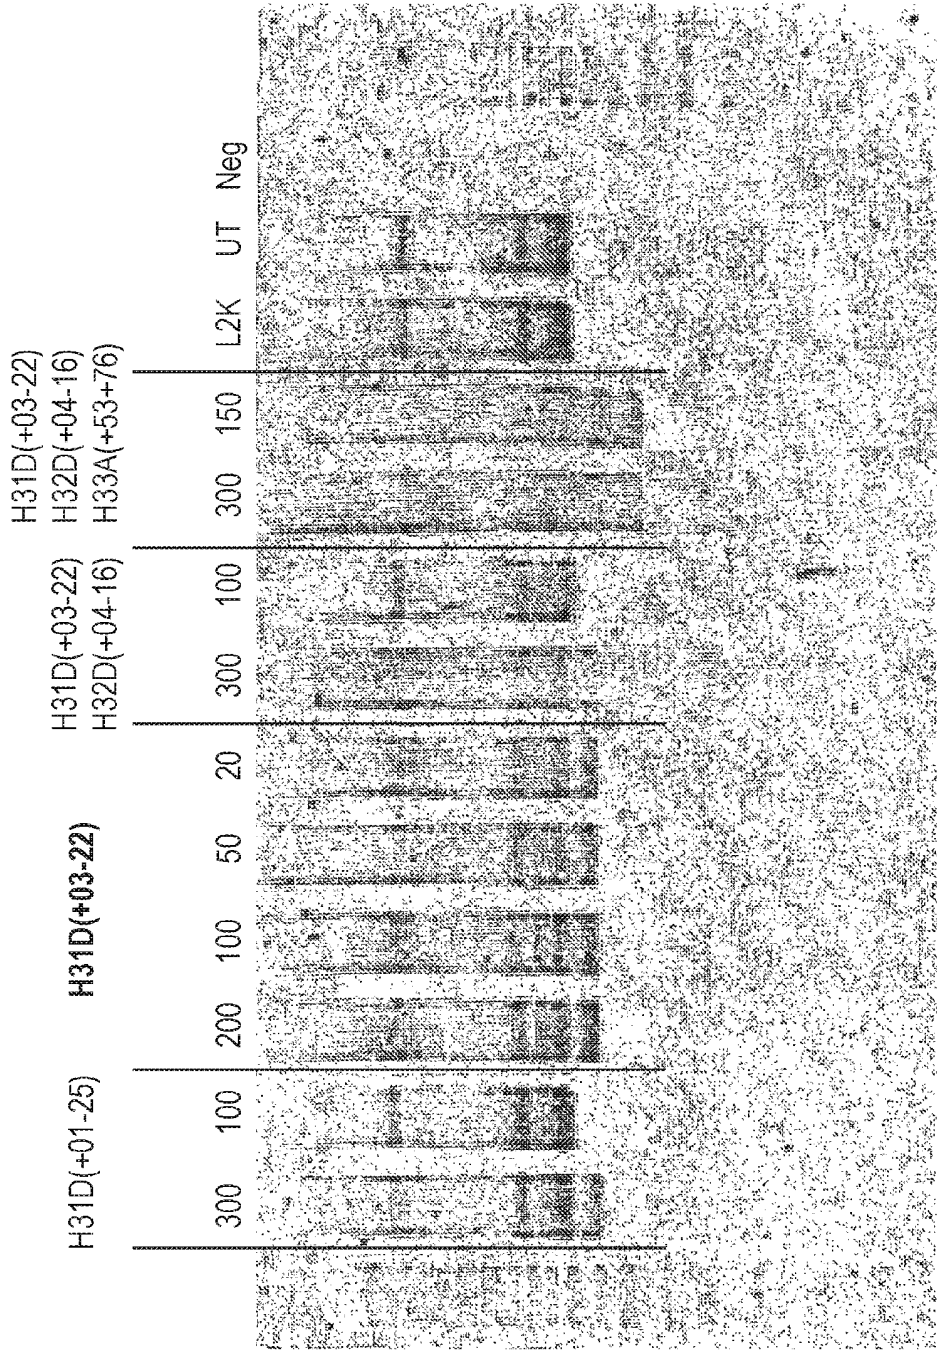 H31D(+01-25)
H31D(+03-22)
H31D(+03-22)
H32D(+04-16)
H31D(+03-22)
H32D(+04-16)
H33A(+53+76)
300 100 200 100 50 20 300 100 300 150 L2K UT Neg